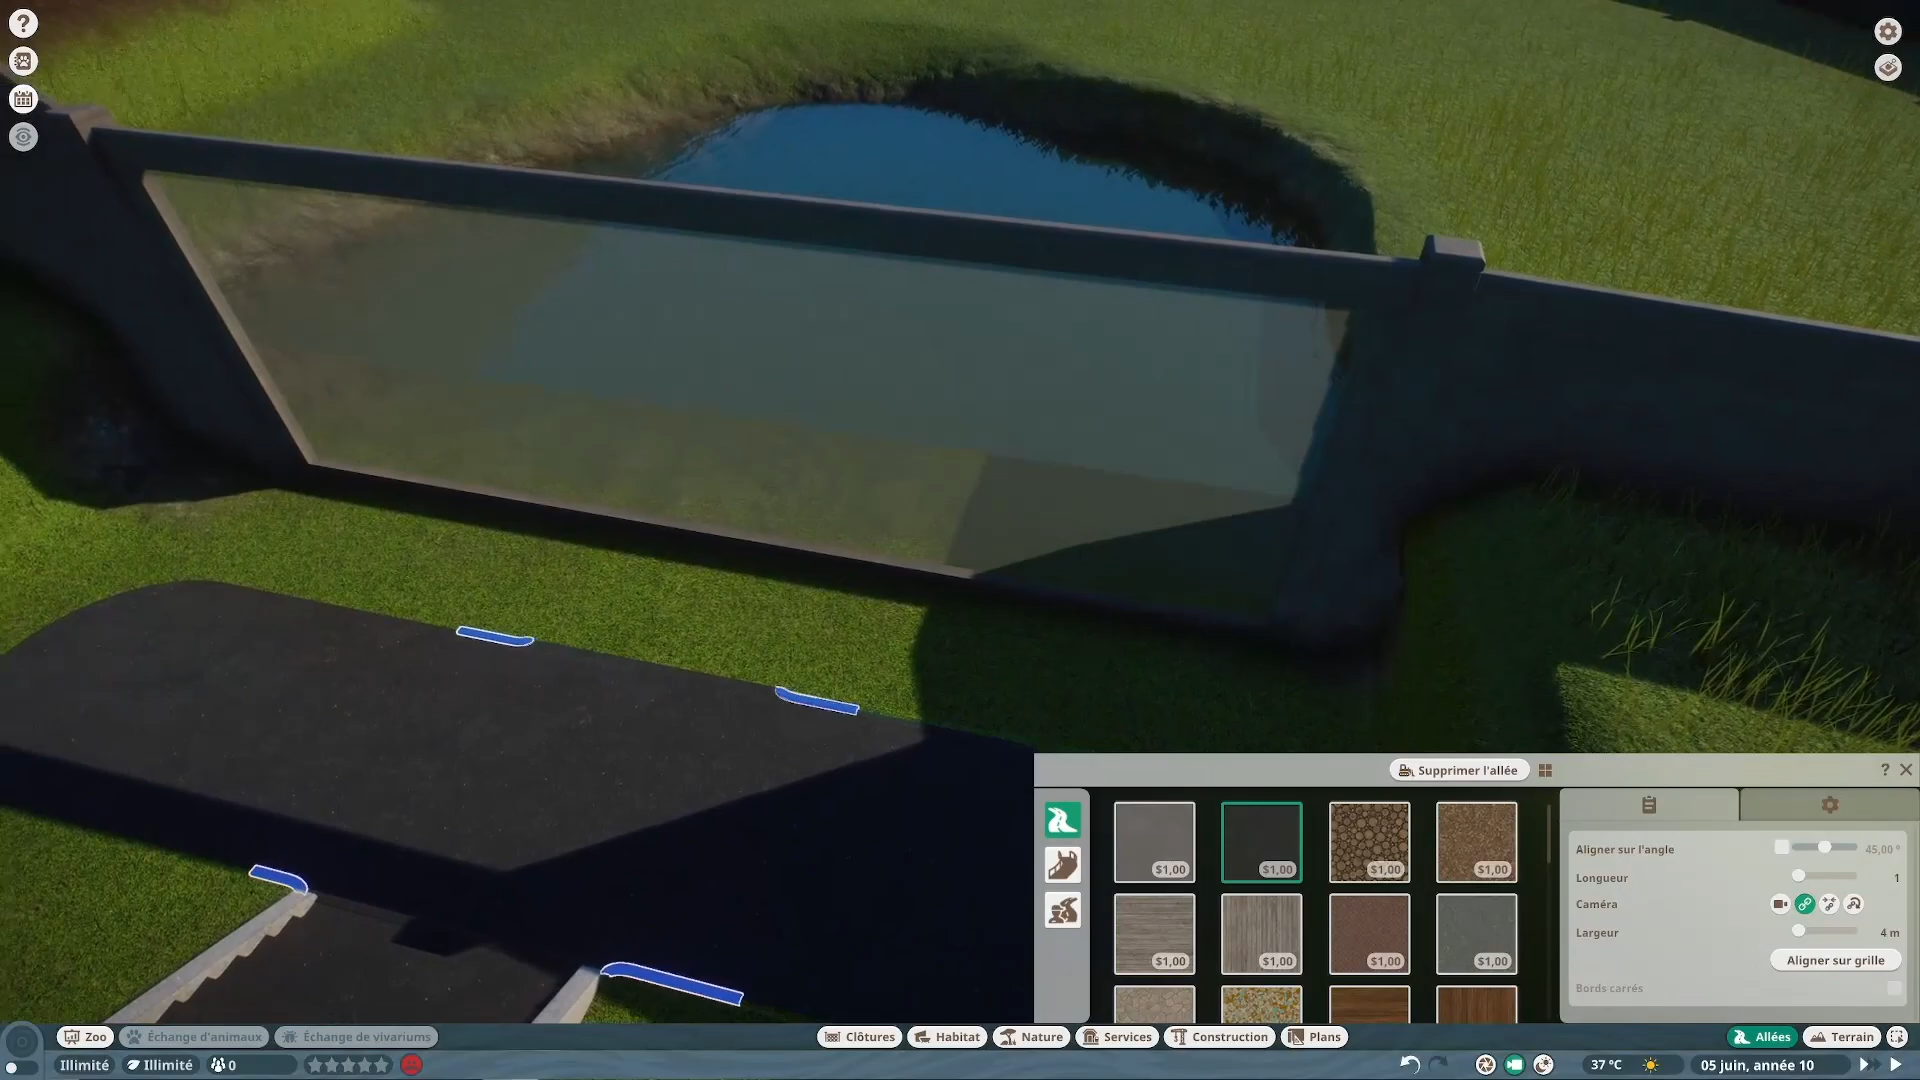 ?
Supprimer l'allée
?
$1,00 $1,00 $1,00 $1,00
$1,00 $1,00 $1,00 $1,00
Aligner sur l'angle 45,00 °
Longueur 1
Caméra
Largeur 4 m
Aligner sur grille
Bords carrés
Zoo Échange d'animaux Échange de vivariums Clôtures Habitat Nature Services Construction Plans Allées Terrain
Illimité Illimité 0 37 °C 05 juin, année 10